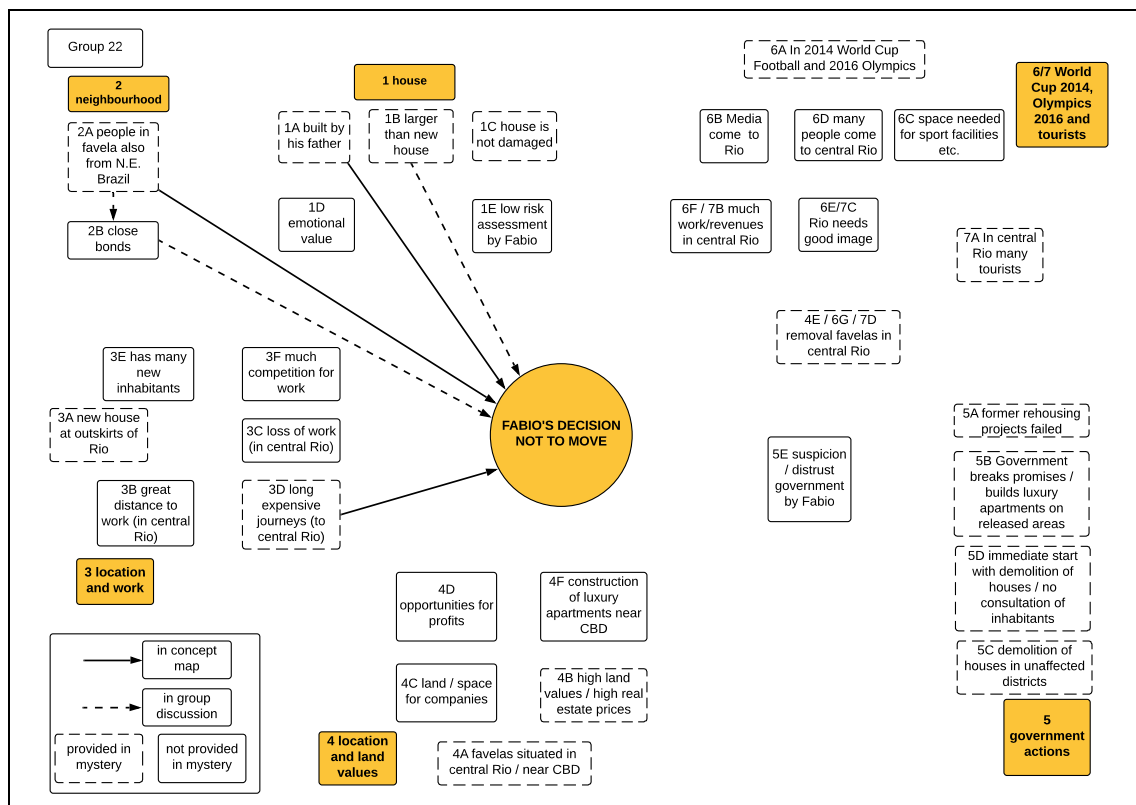 Group 22
2
neighbourhood
2A people in
favela also
from N.E.
Brazil
2B close
bonds
1 house
1A built by
his father
1B larger
than new
house
1C house is
not damaged
1D
emotional
value
1E low risk
assessment
by Fabio
6A In 2014 World Cup
Football and 2016 Olympics
6/7 World
Cup 2014,
Olympics
2016 and
tourists
6B Media
come to
Rio
6D many
people come
to central Rio
6C space needed
for sport facilities
etc.
6F / 7B much
work/revenues
in central Rio
6E/7C
Rio needs
good image
7A In central
Rio many
tourists
4E / 6G / 7D
removal favelas in
central Rio
3E has many
new
inhabitants
3F much
competition for
work
3A new house
at outskirts of
Rio
3C loss of work
(in central Rio)
3B great
distance to
work (in central
Rio)
3D long
expensive
journeys (to
central Rio)
3 location
and work
FABIO'S DECISION
NOT TO MOVE
5A former rehousing
projects failed
5E suspicion
/ distrust
government
by Fabio
5B Government
breaks promises /
builds luxury
apartments on
released areas
5D immediate start
with demolition of
houses / no
consultation of
inhabitants
5C demolition of
houses in unaffected
districts
5
government
actions
4D
opportunities for
profits
4F construction
of luxury
apartments near
CBD
4C land / space
for companies
4B high land
values / high real
estate prices
4 location
and land
values
4A favelas situated in
central Rio / near CBD
in concept
map
in group
discussion
provided in
mystery
not provided
in mystery